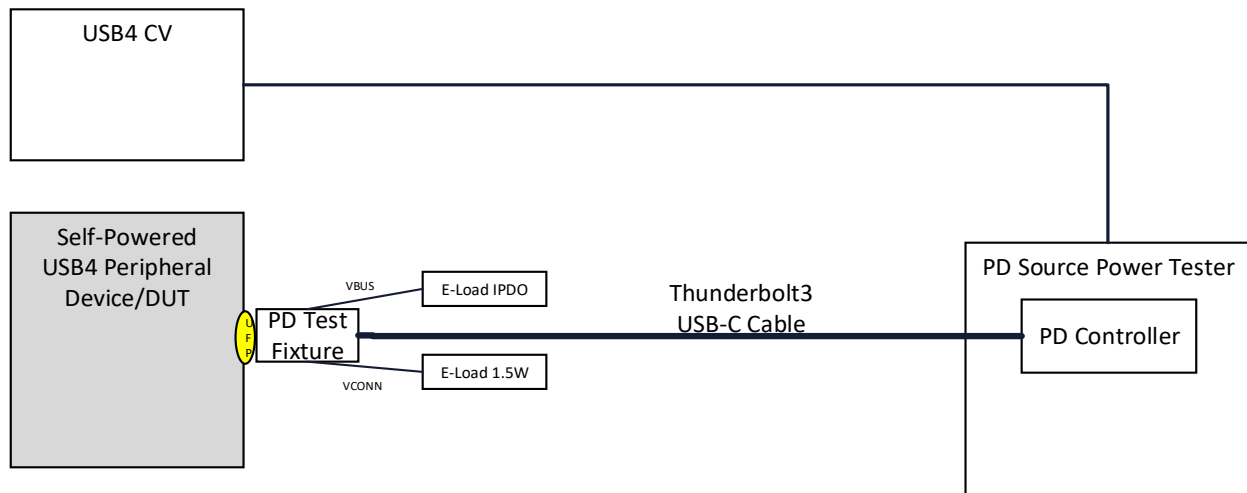 USB4 CV
Self-Powered
USB4 Peripheral
Device/DUT
U
F
P
PD Test
Fixture
VBUS
E-Load IPDO
VCONN
E-Load 1.5W
Thunderbolt3
USB-C Cable
PD Source Power Tester
PD Controller